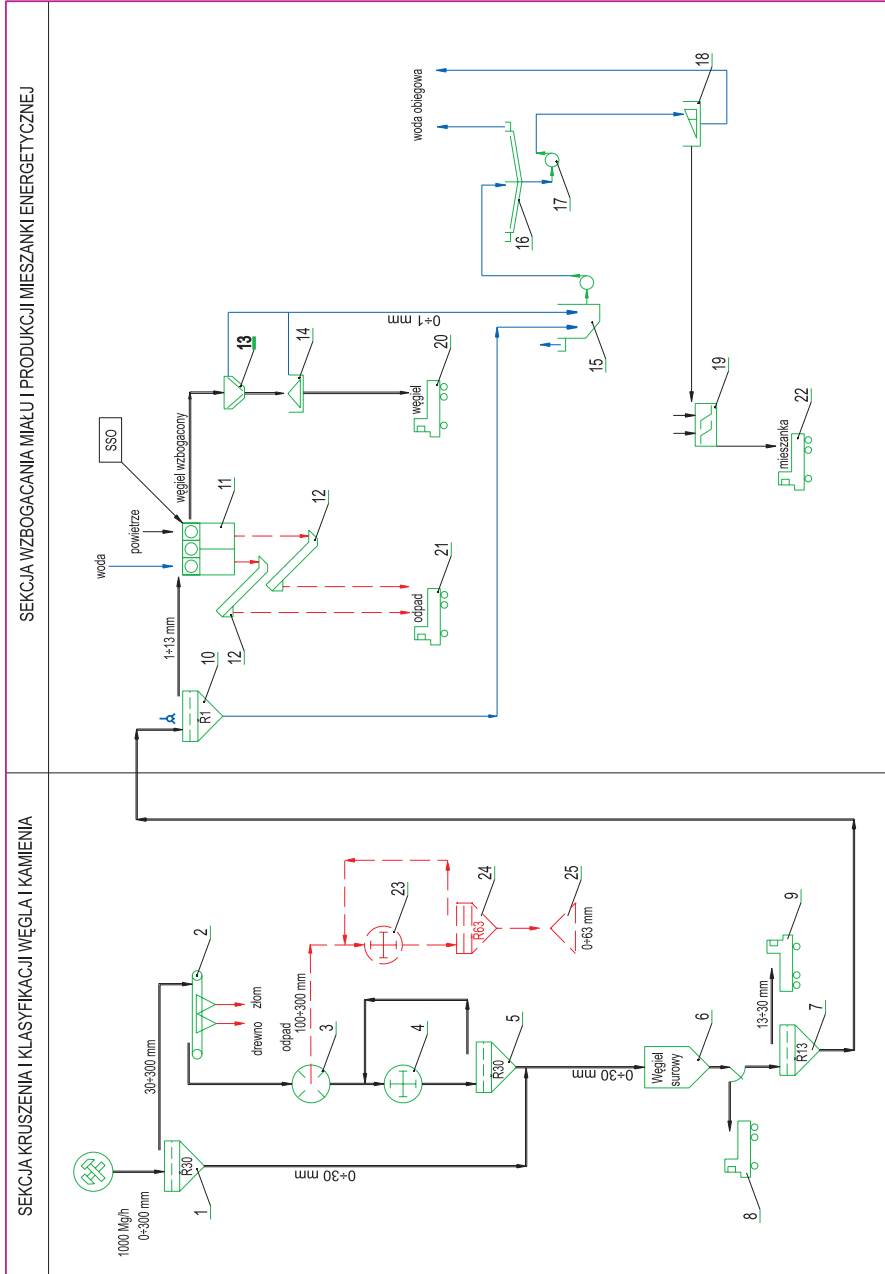 SEKCJA KRUSZENIA I KLASYFIKACJI WĘGLA I KAMIENIA
1000 Mg/h
0÷300 mm
R30
1
30÷300 mm
2
drewno
złom
odpad
100÷300 mm
3
23
4
R63
24
25
0÷63 mm
R30
5
0÷30 mm
0÷30 mm
Węgiel
surowy
6
8
13÷30 mm
9
R13
7
SEKCJA WZBOGACANIA MIAŁU I PRODUKCJI MIESZANKI ENERGETYCZNEJ
R1
10
1÷13 mm
woda
powietrze
SSO
11
12
12
węgiel wzbogacony
13
14
0÷1 mm
odpad
21
węgiel
20
15
16
17
woda obiegowa
18
19
mieszanka
22